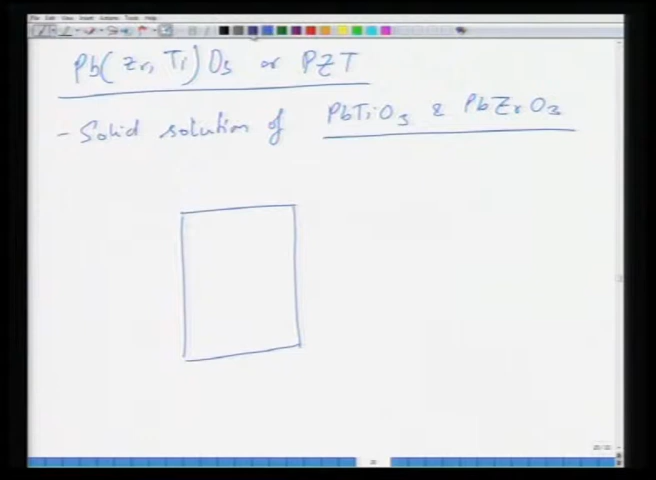 Pb(Zr, Ti)O3 or PZT
- Solid solution of PbTiO3 & PbZrO3